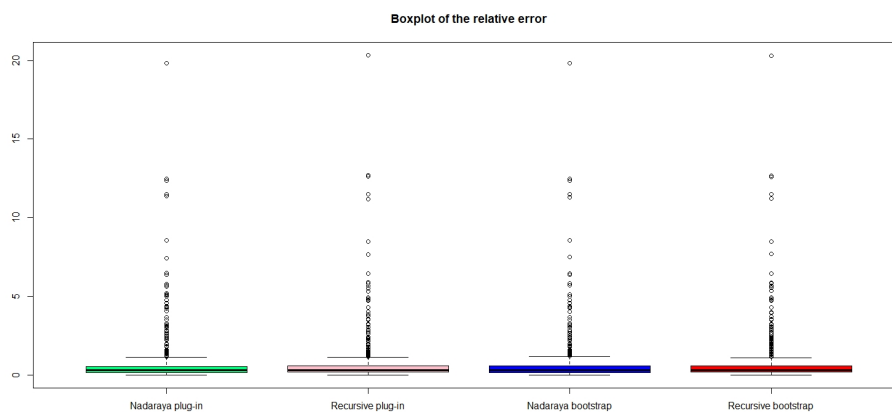 Boxplot of the relative error
20
15
10
5
0
Nadaraya plug-in Recursive plug-in Nadaraya bootstrap Recursive bootstrap